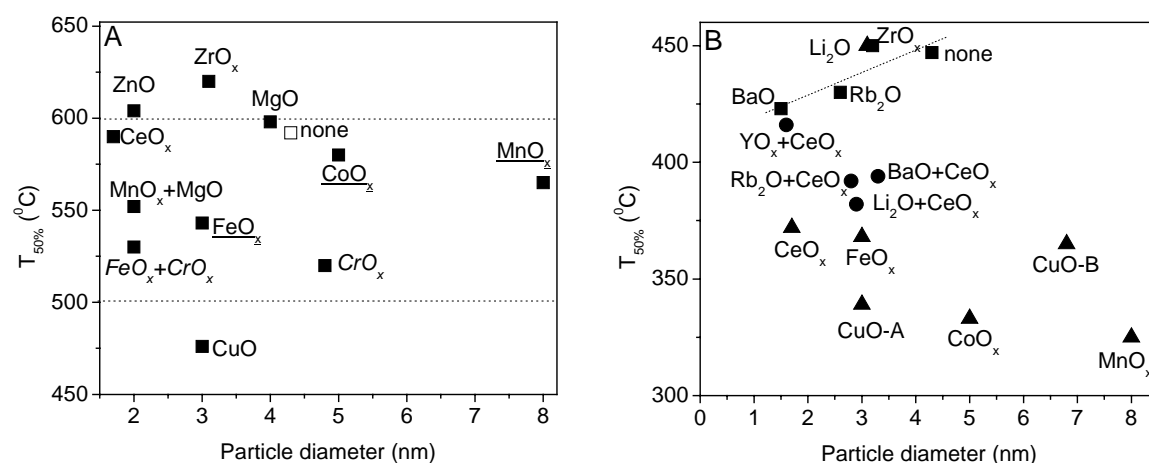 A
650
600
550
500
450
T50% (⁰C)
ZrOx
ZnO
MgO
none
CeOx
CoOx
MnOx
MnOx+MgO
FeOx
FeOx+CrOx
CrOx
CuO
2 3 4 5 6 7 8
Particle diameter (nm)
B
450
400
350
300
T50% (⁰C)
Li2O
ZrOx
none
BaO
Rb2O
YOx+CeOx
Rb2O+CeOx
BaO+CeOx
Li2O+CeOx
CeOx
FeOx
CuO-B
CuO-A
CoOx
MnOx
0 1 2 3 4 5 6 7 8
Particle diameter (nm)